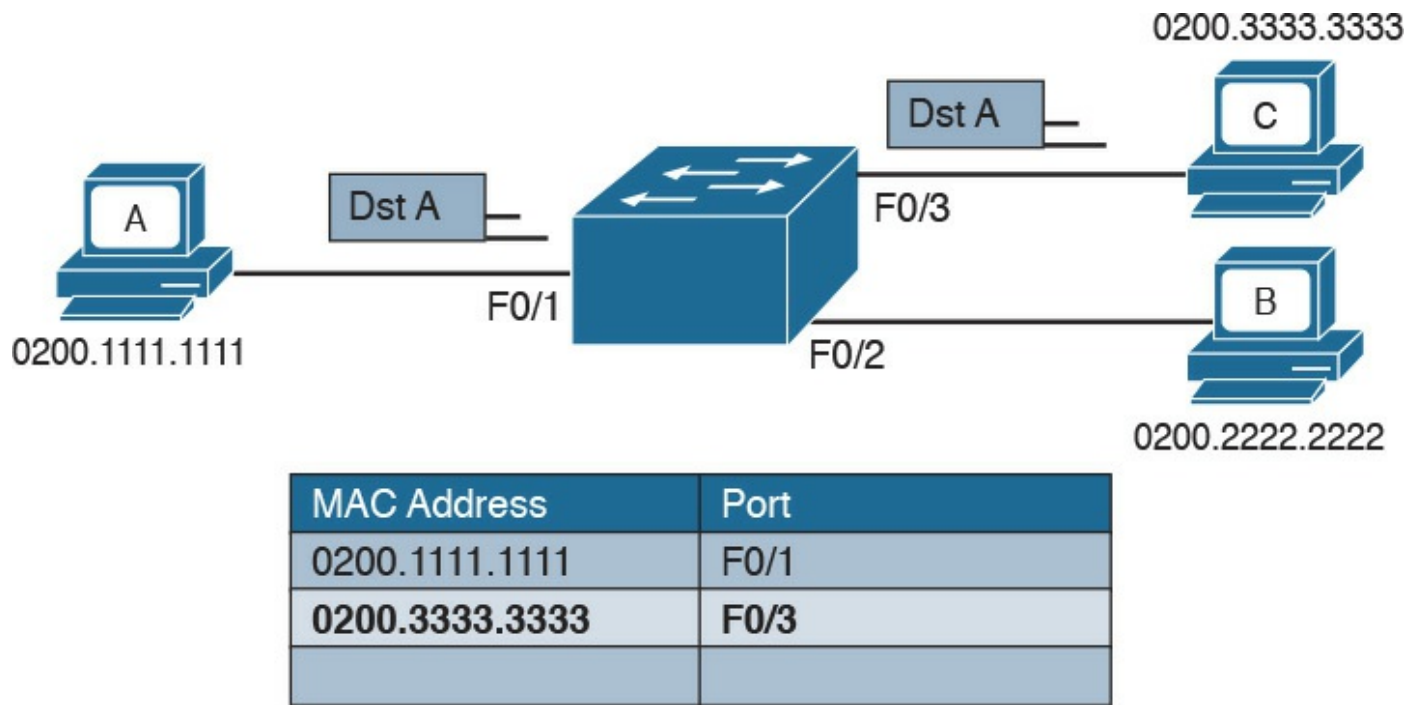 0200.3333.3333
Dst A
C
Dst A
A
F0/3
F0/1
B
0200.1111.1111
F0/2
0200.2222.2222
MAC Address Port
0200.1111.1111 F0/1
0200.3333.3333 F0/3